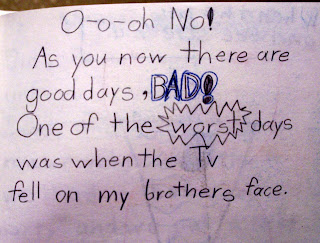 O-o-oh No!
As you now there are
good days, BAD!
One of the worst days
was when the Tv
fell on my brothers face.